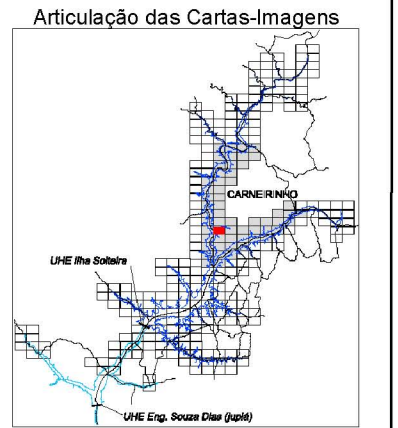 Articulação das Cartas-Imagens
CARNEIRINHO
UHE Ilha Solteira
UHE Eng. Souza Dias (jupiá)